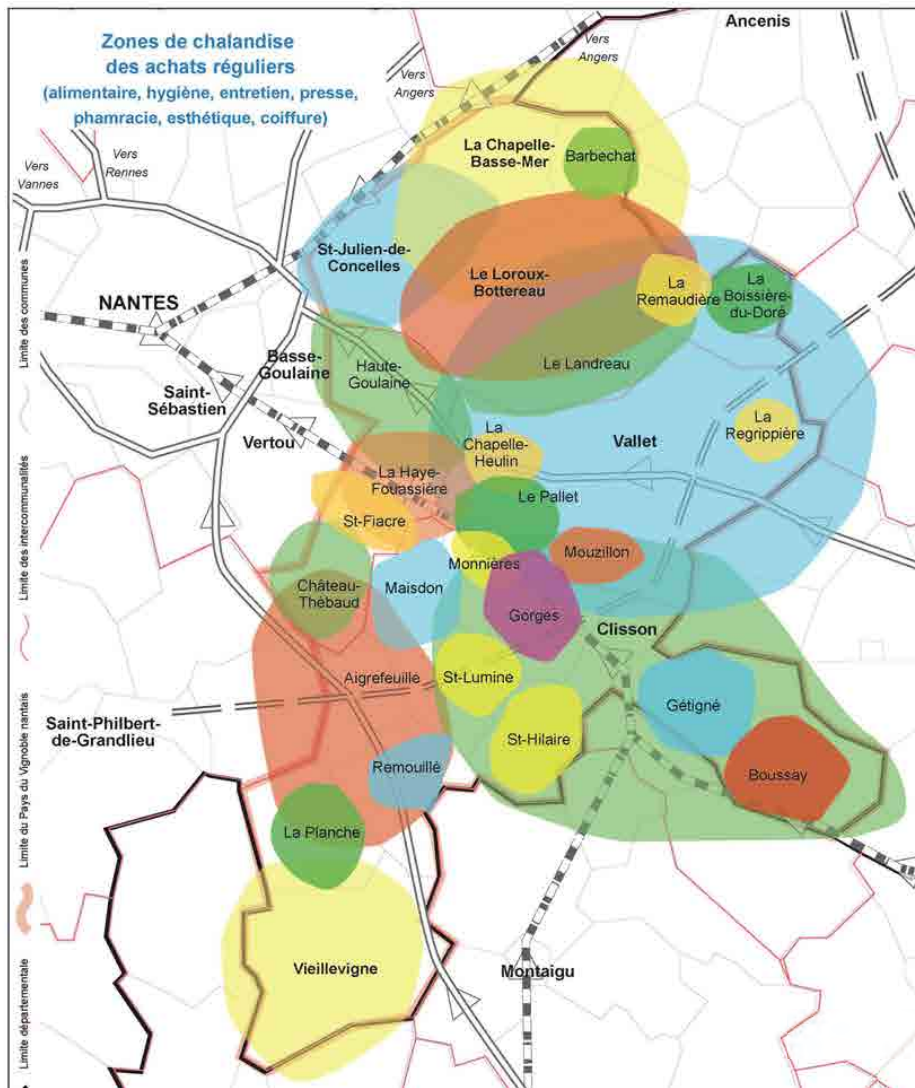 Zones de chalandise
des achats réguliers
(alimentaire, hygiène, entretien, presse,
phamracie, esthétique, coiffure)
Ancenis
Vers
Angers
Vers
Angers
Vers
Rennes
Vers
Vannes
La Chapelle-
Basse-Mer
Barbechat
St-Julien-de-
Concelles
Le Loroux-
Bottereau
La
Remaudière
La
Boissière-
du-Doré
NANTES
Basse-
Goulaine
Haute-
Goulaine
Le Landreau
Saint-
Sébastien
Vertou
La
Chapelle-
Heulin
Vallet
La
Regrippière
La Haye-
Fouassière
St-Fiacre
Le Pallet
Monnières
Mouzillon
Château-
Thébaud
Maisdon
Gorges
Clisson
Aigrefeuille
St-Lumine
Gétigné
Saint-Philbert-
de-Grandlieu
St-Hilaire
Remouillé
Boussay
La Planche
Vieillevigne
Montaigu
Limite des communes
Limite des intercommunalités
Limite du Pays du Vignoble nantais
Limite départementale